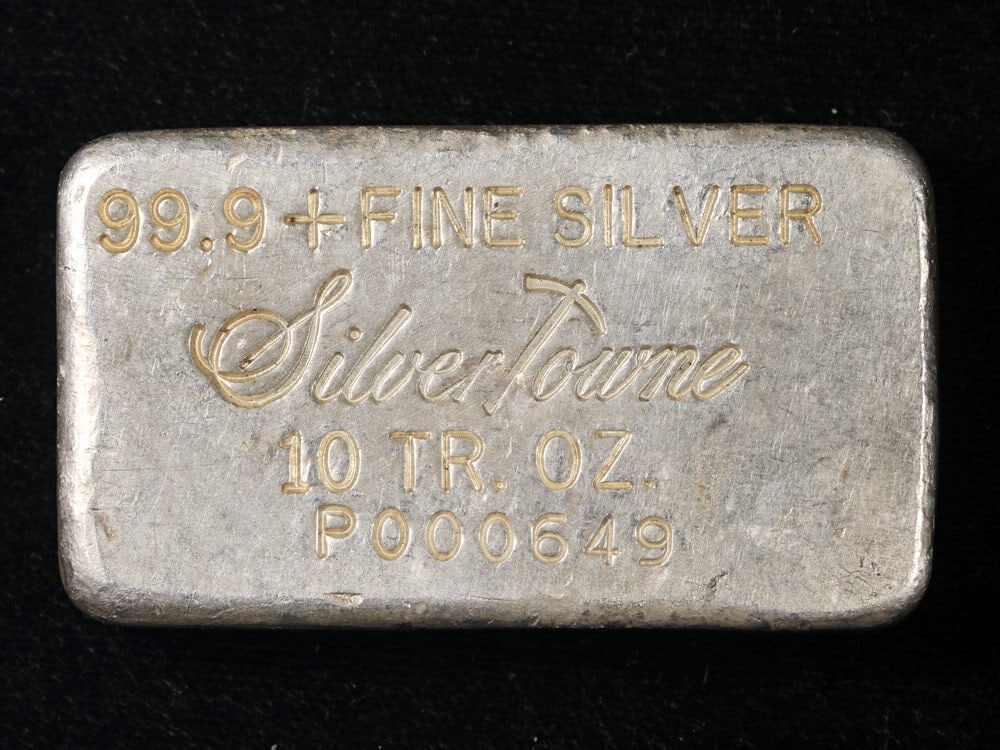 99.9 + FINE SILVER
SilverTowne
10 TR. OZ.
P000649